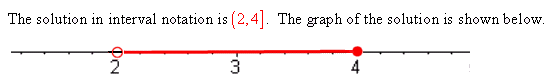 The solution in interval notation is (2,4]. The graph of the solution is shown below.
2 3 4